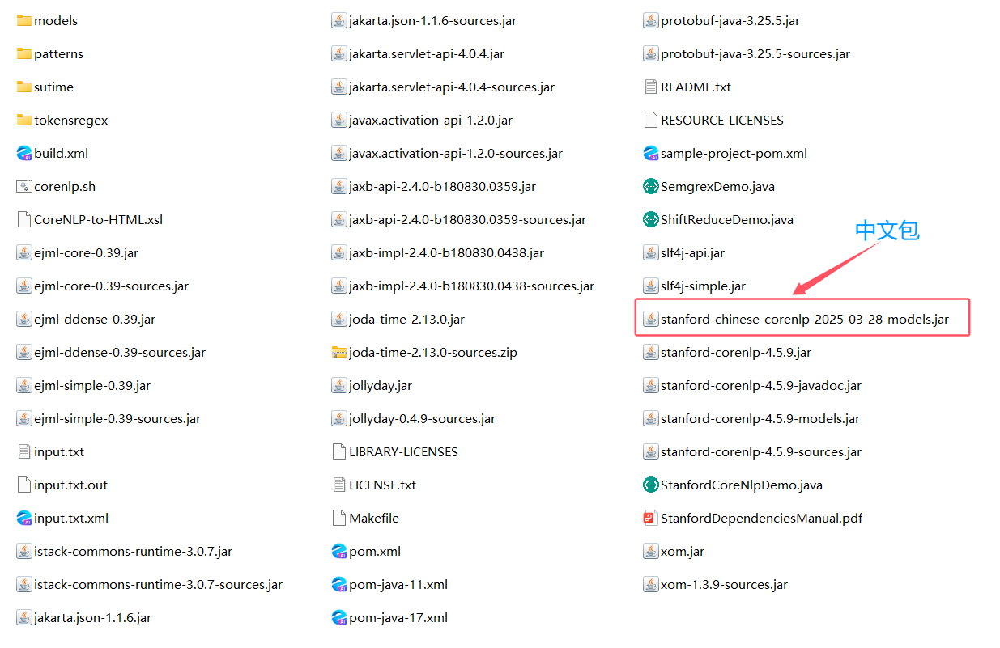 models
patterns
sutime
tokensregex
build.xml
corenlp.sh
CoreNLP-to-HTML.xsl
ejml-core-0.39.jar
ejml-core-0.39-sources.jar
ejml-ddense-0.39.jar
ejml-ddense-0.39-sources.jar
ejml-simple-0.39.jar
ejml-simple-0.39-sources.jar
input.txt
input.txt.out
input.txt.xml
istack-commons-runtime-3.0.7.jar
istack-commons-runtime-3.0.7-sources.jar
jakarta.json-1.1.6.jar
jakarta.json-1.1.6-sources.jar
jakarta.servlet-api-4.0.4.jar
jakarta.servlet-api-4.0.4-sources.jar
javax.activation-api-1.2.0.jar
javax.activation-api-1.2.0-sources.jar
jaxb-api-2.4.0-b180830.0359.jar
jaxb-api-2.4.0-b180830.0359-sources.jar
jaxb-impl-2.4.0-b180830.0438.jar
jaxb-impl-2.4.0-b180830.0438-sources.jar
joda-time-2.13.0.jar
joda-time-2.13.0-sources.zip
jollyday.jar
jollyday-0.4.9-sources.jar
LIBRARY-LICENSES
LICENSE.txt
Makefile
pom.xml
pom-java-11.xml
pom-java-17.xml
protobuf-java-3.25.5.jar
protobuf-java-3.25.5-sources.jar
README.txt
RESOURCE-LICENSES
sample-project-pom.xml
SemgrexDemo.java
ShiftReduceDemo.java
中文包
slf4j-api.jar
slf4j-simple.jar
stanford-chinese-corenlp-2025-03-28-models.jar
stanford-corenlp-4.5.9.jar
stanford-corenlp-4.5.9-javadoc.jar
stanford-corenlp-4.5.9-models.jar
stanford-corenlp-4.5.9-sources.jar
StanfordCoreNlpDemo.java
StanfordDependenciesManual.pdf
xom.jar
xom-1.3.9-sources.jar